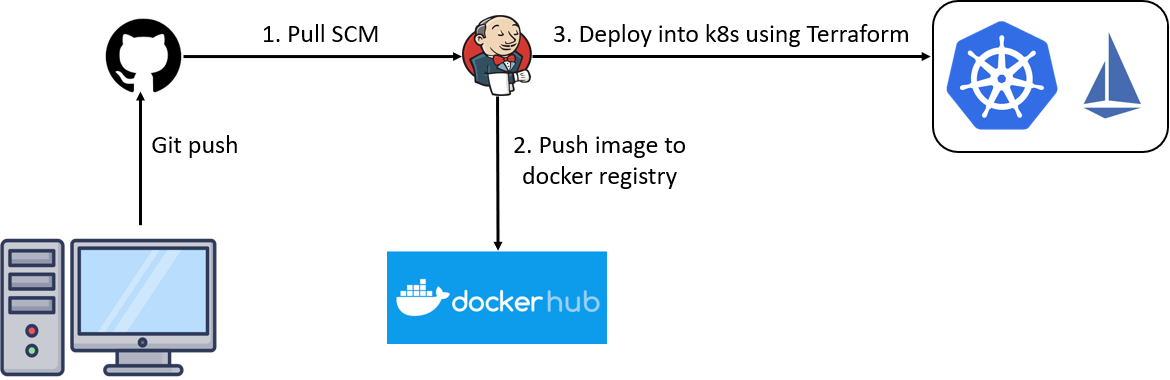 1. Pull SCM
3. Deploy into k8s using Terraform
Git push
2. Push image to
docker registry
dockerhub